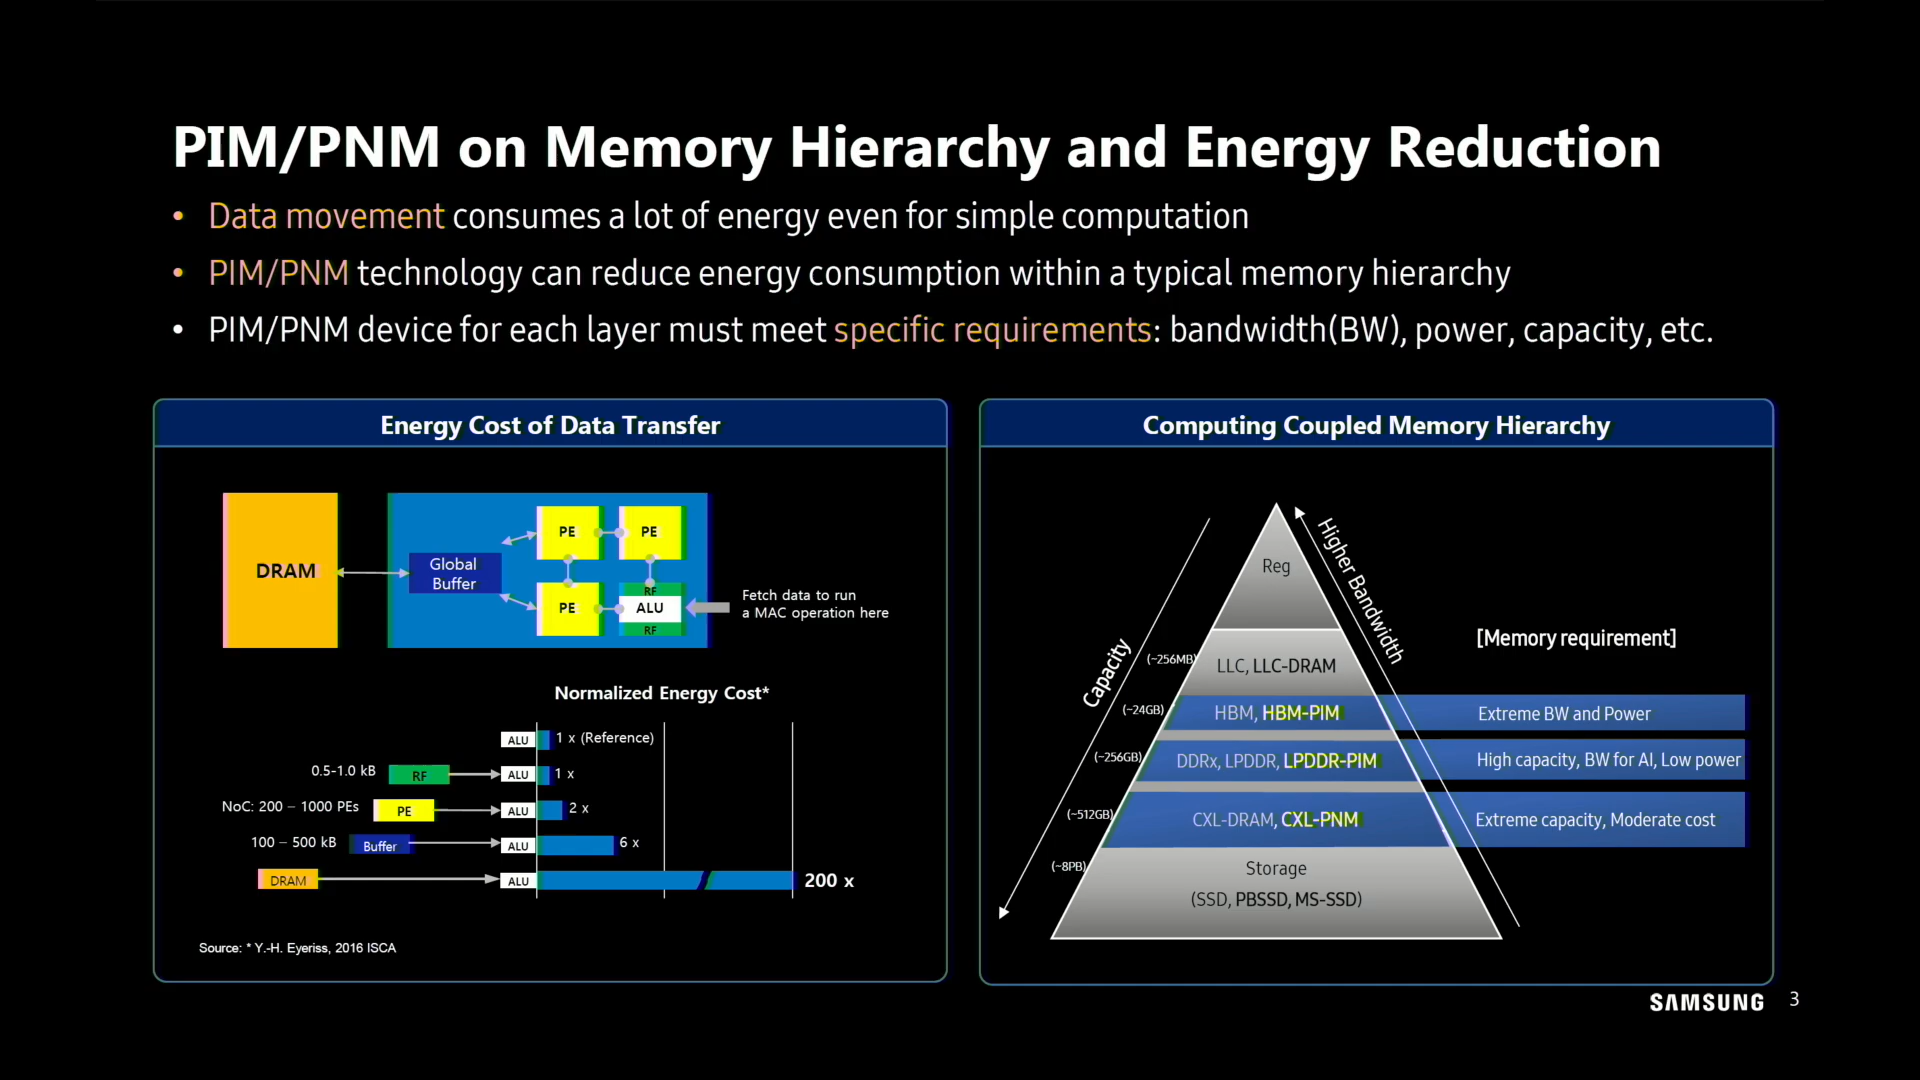 PIM/PNM on Memory Hierarchy and Energy Reduction
• Data movement consumes a lot of energy even for simple computation
• PIM/PNM technology can reduce energy consumption within a typical memory hierarchy
• PIM/PNM device for each layer must meet specific requirements: bandwidth(BW), power, capacity, etc.
Energy Cost of Data Transfer
DRAM
Global
Buffer
PE
PE
PE
RF
ALU
RF
Fetch data to run
a MAC operation here
Normalized Energy Cost*
ALU 1 x (Reference)
0.5-1.0 kB RF ALU 1 x
NoC: 200 – 1000 PEs PE ALU 2 x
100 – 500 kB Buffer ALU 6 x
DRAM ALU 200 x
Source: * Y.-H. Eyeriss, 2016 ISCA
Computing Coupled Memory Hierarchy
Capacity
Higher Bandwidth
[Memory requirement]
Reg
(~256MB) LLC, LLC-DRAM
(~24GB) HBM, HBM-PIM Extreme BW and Power
(~256GB) DDRx, LPDDR, LPDDR-PIM High capacity, BW for AI, Low power
(~512GB) CXL-DRAM, CXL-PNM Extreme capacity, Moderate cost
(~8PB) Storage
(SSD, PBSSD, MS-SSD)
SAMSUNG 3